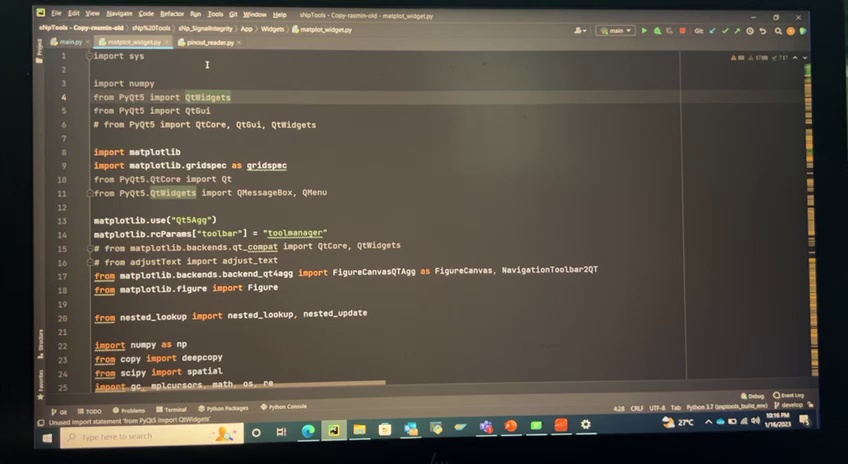 File Edit View Navigate Code Refactor Run Tools Git Window Help
sNpTools - Copy-rasmin-old - matplot_widget.py
sNpTools - Copy-rasmin-old sNp%20Tools sNp_SignalIntegrity App Widgets matplot_widget.py
main
Git:
main.py matplot_widget.py pinout_reader.py
Project
1 import sys
2
3 import numpy
4 from PyQt5 import QtWidgets
5 from PyQt5 import QtGui
6 # from PyQt5 import QtCore, QtGui, QtWidgets
7
8 import matplotlib
9 import matplotlib.gridspec as gridspec
10 from PyQt5.QtCore import Qt
11 from PyQt5.QtWidgets import QMessageBox, QMenu
12
13 matplotlib.use("Qt5Agg")
14 matplotlib.rcParams["toolbar"] = "toolmanager"
15 # from matplotlib.backends.qt_compat import QtCore, QtWidgets
16 # from adjustText import adjust_text
17 from matplotlib.backends.backend_qt4agg import FigureCanvasQTAgg as FigureCanvas, NavigationToolbar2QT
18 from matplotlib.figure import Figure
19
20 from nested_lookup import nested_lookup, nested_update
21
22 import numpy as np
23 from copy import deepcopy
24 from scipy import spatial
25 import gc, mplcursors, math, os, re
Structure
Favorites
Git TODO Problems Terminal Python Packages Python Console
Debug Event Log
Unused import statement 'from PyQt5 import QtWidgets'
4:28 CRLF UTF-8 Tab Python 3.7 develop
Type here to search
27°C
10:16 PM
1/16/2023